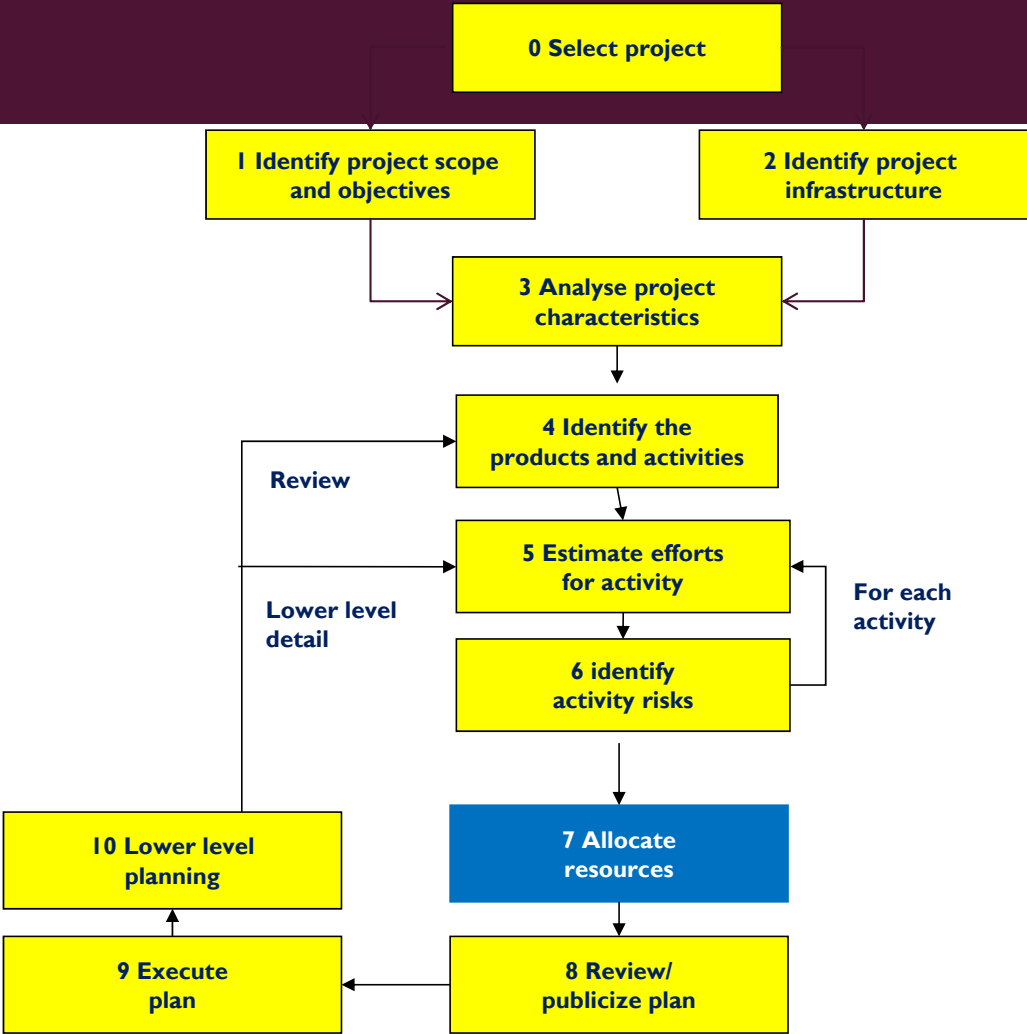 0 Select project
1 Identify project scope
and objectives
2 Identify project
infrastructure
3 Analyse project
characteristics
4 Identify the
products and activities
Review
5 Estimate efforts
for activity
For each
activity
Lower level
detail
6 identify
activity risks
7 Allocate
resources
10 Lower level
planning
9 Execute
plan
8 Review/
publicize plan